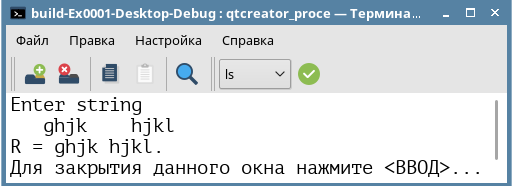 build-Ex0001-Desktop-Debug : qtcreator_proce — Термина...
Файл Правка Настройка Справка
ls
Enter string
   ghjk    hjkl
R = ghjk hjkl.
Для закрытия данного окна нажмите <ВВОД>...